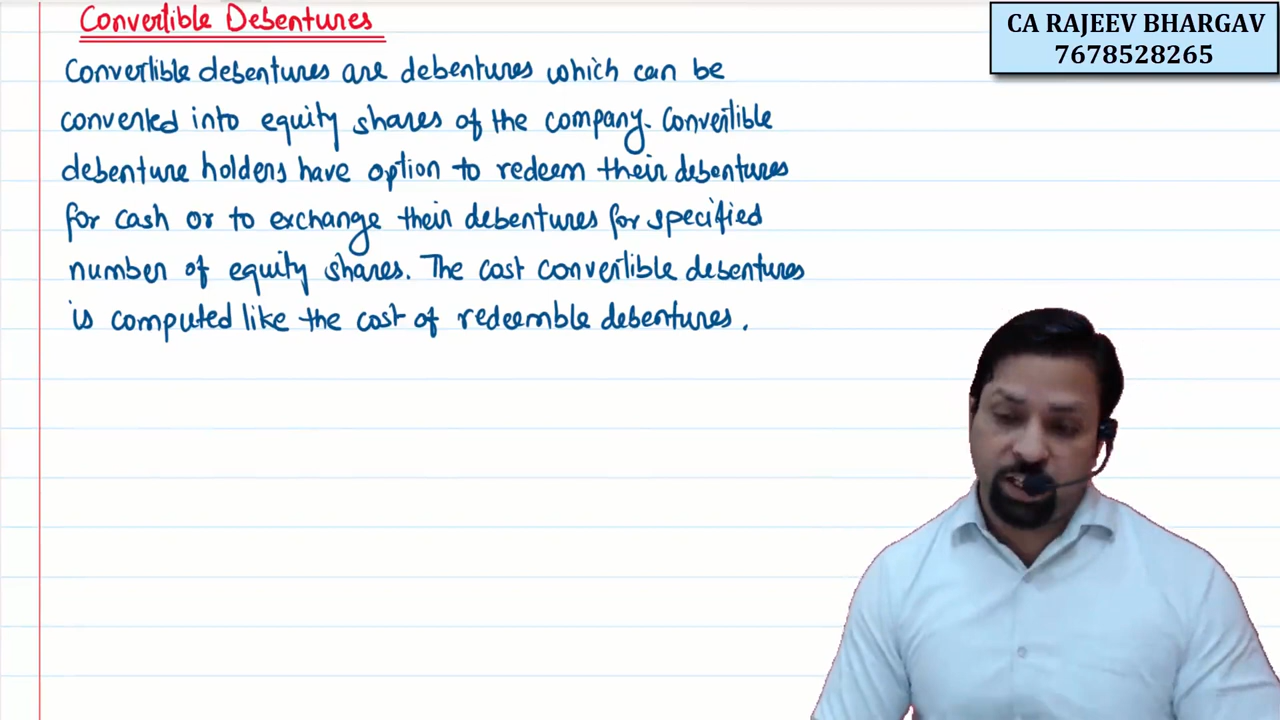 Convertible Debentures
CA RAJEEV BHARGAV
7678528265
Convertible debentures are debentures which can be
converted into equity shares of the company. Convertible
debenture holders have option to redeem their debentures
for cash or to exchange their debentures for specified
number of equity shares. The cost convertible debentures
is computed like the cost of redeemble debentures.